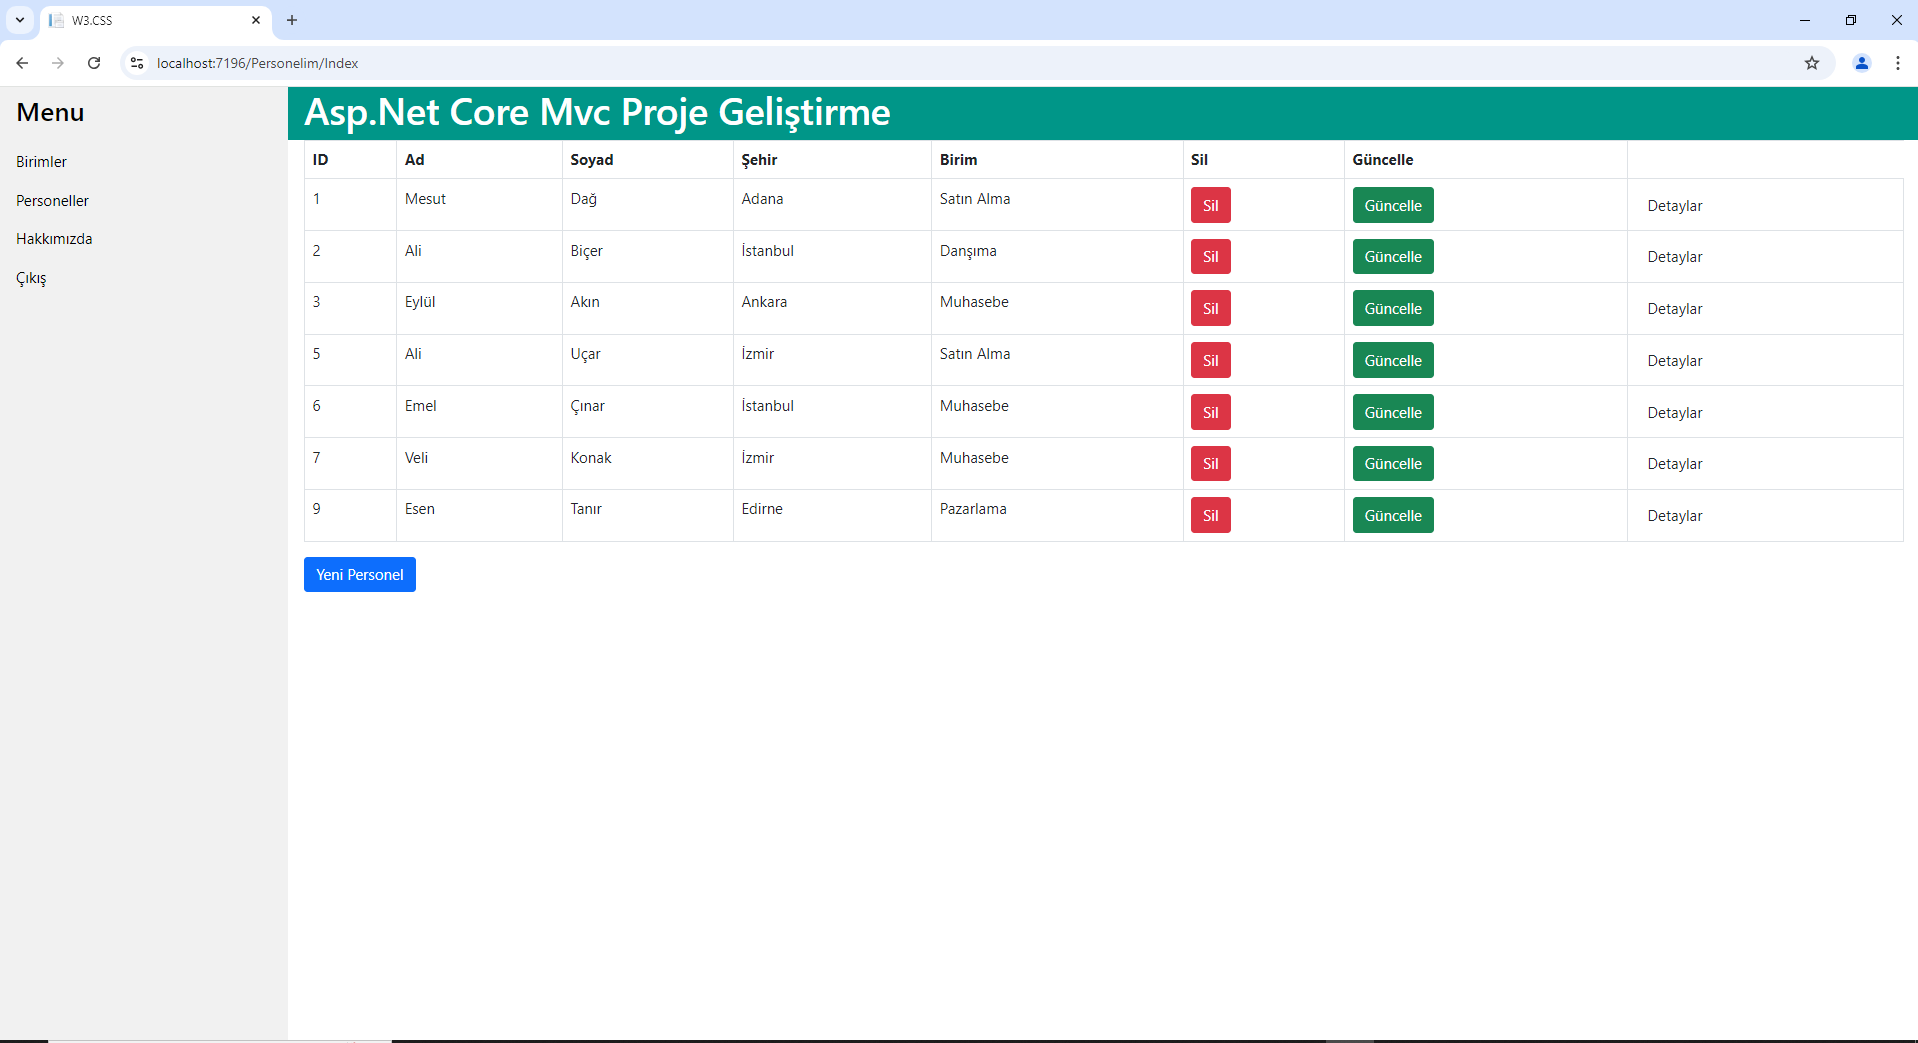 W3.CSS
localhost:7196/Personelim/Index
Menu
Birimler
Personeller
Hakkımızda
Çıkış
Asp.Net Core Mvc Proje Geliştirme
ID Ad Soyad Şehir Birim Sil Güncelle
1 Mesut Dağ Adana Satın Alma Sil Güncelle Detaylar
2 Ali Biçer İstanbul Danşıma Sil Güncelle Detaylar
3 Eylül Akın Ankara Muhasebe Sil Güncelle Detaylar
5 Ali Uçar İzmir Satın Alma Sil Güncelle Detaylar
6 Emel Çınar İstanbul Muhasebe Sil Güncelle Detaylar
7 Veli Konak İzmir Muhasebe Sil Güncelle Detaylar
9 Esen Tanır Edirne Pazarlama Sil Güncelle Detaylar
Yeni Personel